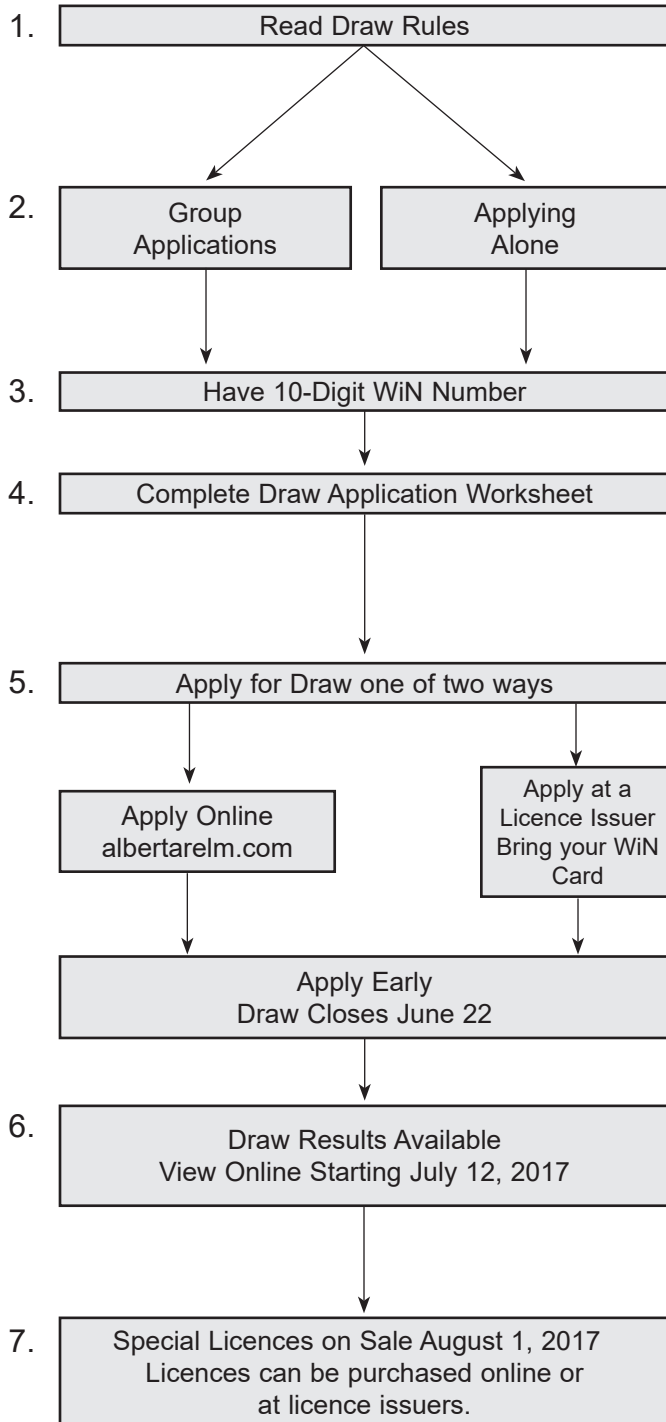 1.
Read Draw Rules
2.
Group
Applications
Applying
Alone
3.
Have 10-Digit WiN Number
4.
Complete Draw Application Worksheet
5.
Apply for Draw one of two ways
Apply Online
albertarelm.com
Apply at a
Licence Issuer
Bring your WiN
Card
Apply Early
Draw Closes June 22
6.
Draw Results Available
View Online Starting July 12, 2017
7.
Special Licences on Sale August 1, 2017
Licences can be purchased online or
at licence issuers.